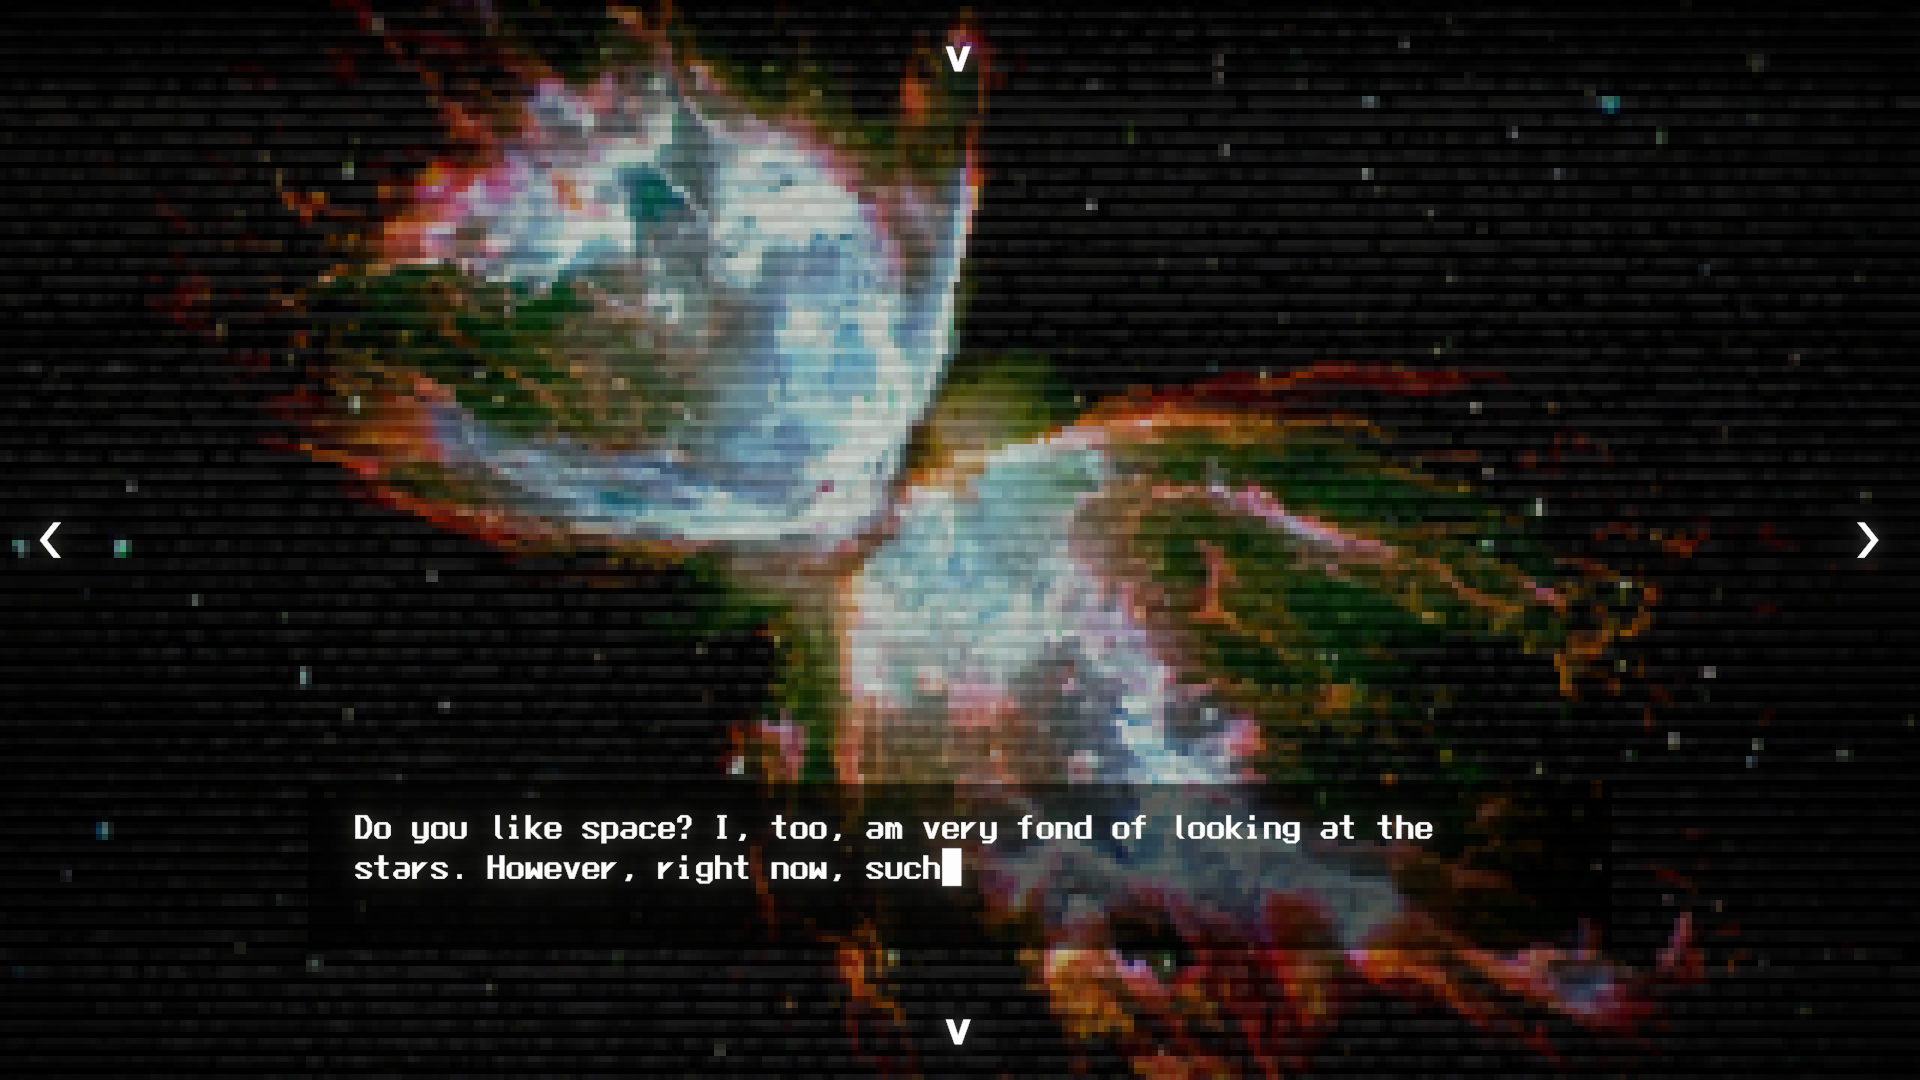 v
‹ ›
Do you like space? I, too, am very fond of looking at the
stars. However, right now, such
v